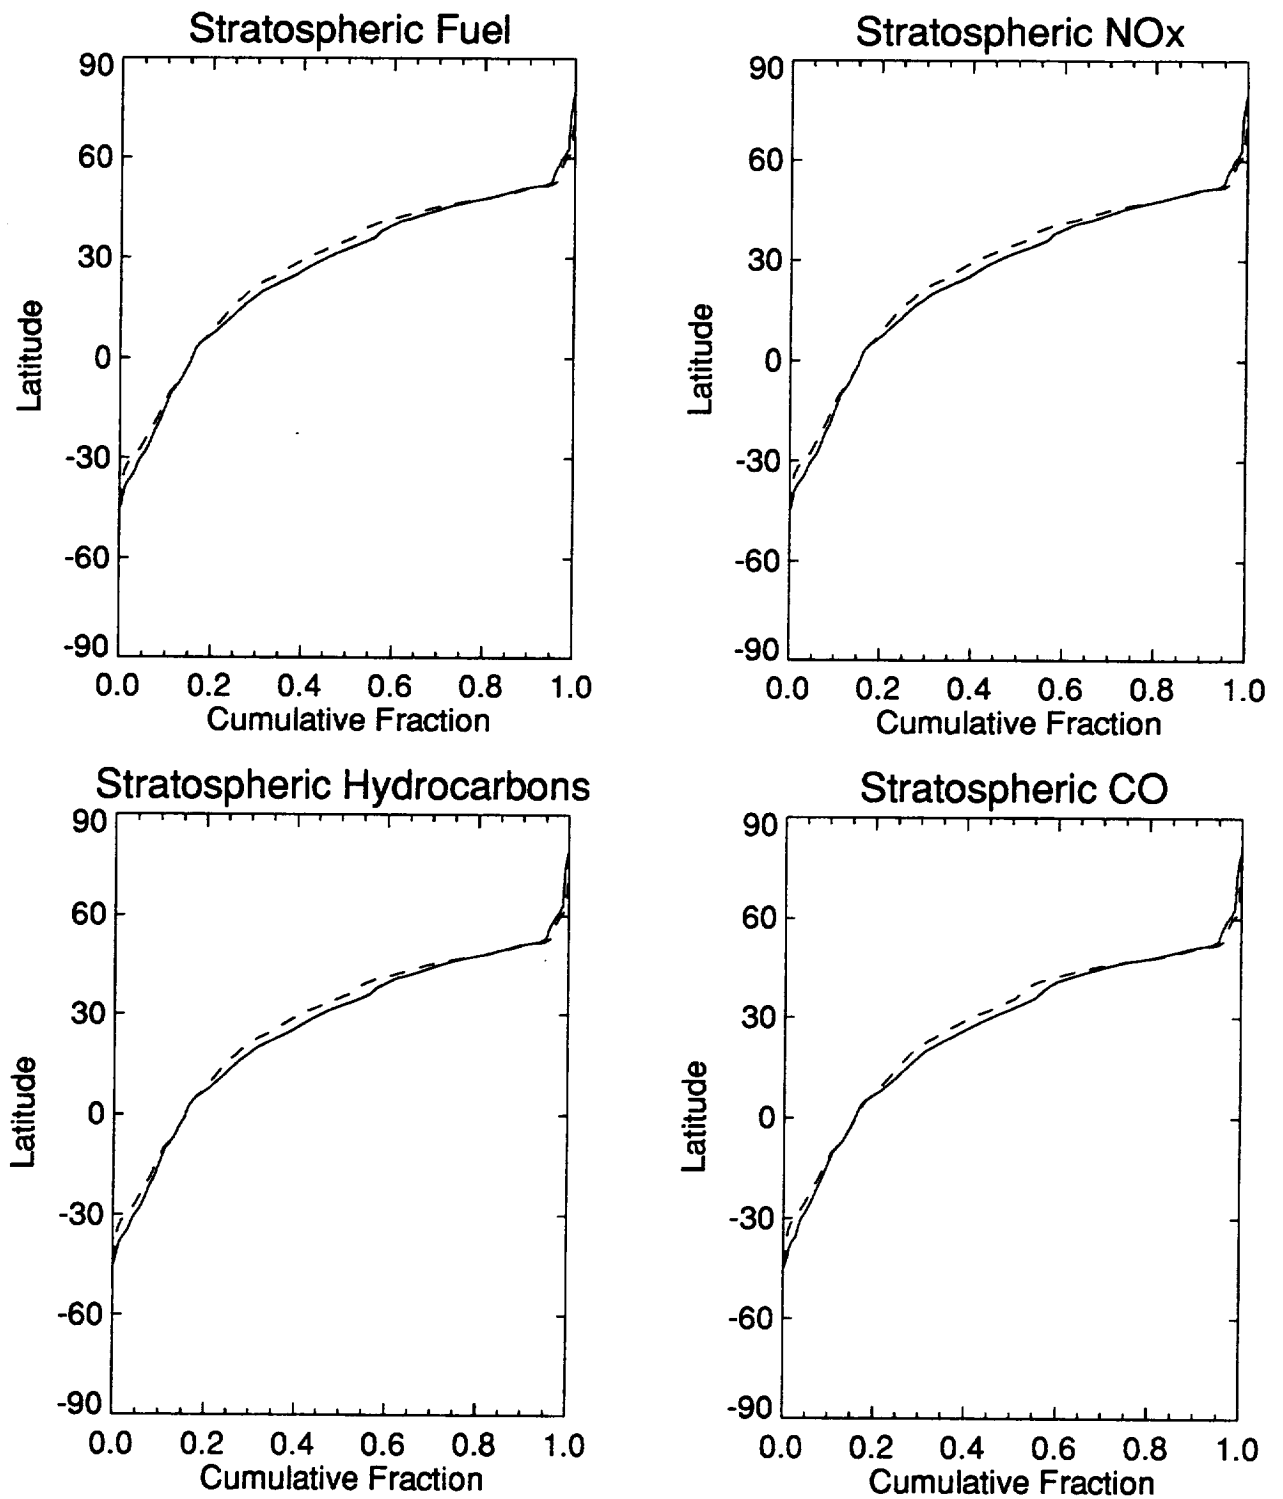 Stratospheric Fuel
90
60
30
0
-30
-60
-90
Latitude
0.0 0.2 0.4 0.6 0.8 1.0
Cumulative Fraction
Stratospheric NOx
90
60
30
0
-30
-60
-90
Latitude
0.0 0.2 0.4 0.6 0.8 1.0
Cumulative Fraction
Stratospheric Hydrocarbons
90
60
30
0
-30
-60
-90
Latitude
0.0 0.2 0.4 0.6 0.8 1.0
Cumulative Fraction
Stratospheric CO
90
60
30
0
-30
-60
-90
Latitude
0.0 0.2 0.4 0.6 0.8 1.0
Cumulative Fraction